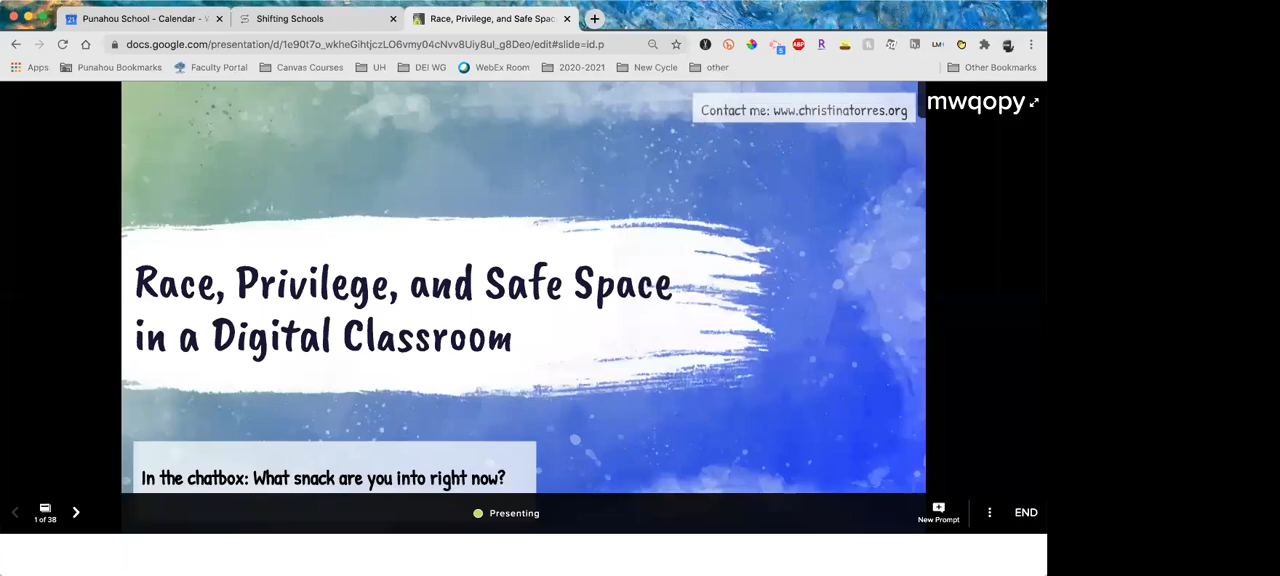 Punahou School - Calendar -
Shifting Schools
Race, Privilege, and Safe Spac
docs.google.com/presentation/d/1e90t7o_wkheGihtjczLO6vmy04cNvv8Uiy8ul_g8Deo/edit#slide=id.p
ABP
R
LM!
Apps
Punahou Bookmarks
Faculty Portal
Canvas Courses
UH
DEI WG
WebEx Room
2020-2021
New Cycle
other
Other Bookmarks
Contact me: www.christinatorres.org
mwqopy
Race, Privilege, and Safe Space
in a Digital Classroom
In the chatbox: What snack are you into right now?
1 of 38
Presenting
New Prompt
END